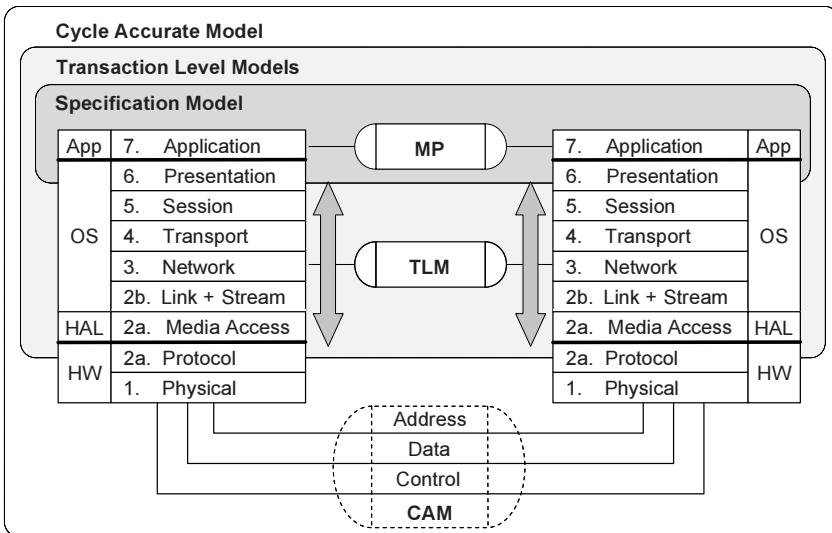 Cycle Accurate Model
Transaction Level Models
Specification Model
App 7. Application MP 7. Application App
6. Presentation 6. Presentation
5. Session 5. Session
OS 4. Transport 4. Transport OS
3. Network TLM 3. Network
2b. Link + Stream 2b. Link + Stream
HAL 2a. Media Access 2a. Media Access HAL
HW 2a. Protocol 2a. Protocol HW
1. Physical 1. Physical
Address
Data
Control
CAM